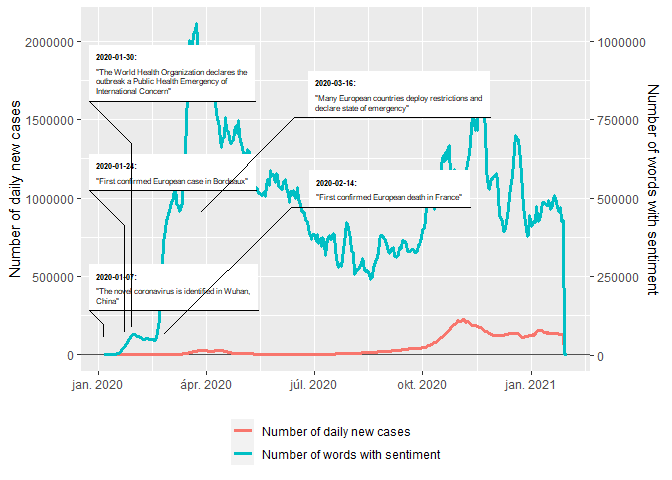 2000000
1500000
1000000
500000
0
Number of daily new cases
2020-01-30:
"The World Health Organization declares the
outbreak a Public Health Emergency of
International Concern"
2020-01-24:
"First confirmed European case in Bordeaux"
2020-01-07:
"The novel coronavirus is identified in Wuhan,
China"
2020-03-16:
"Many European countries deploy restrictions and
declare state of emergency"
2020-02-14:
"First confirmed European death in France"
1000000
750000
500000
250000
0
Number of words with sentiment
jan. 2020
ápr. 2020
júl. 2020
okt. 2020
jan. 2021
Number of daily new cases
Number of words with sentiment